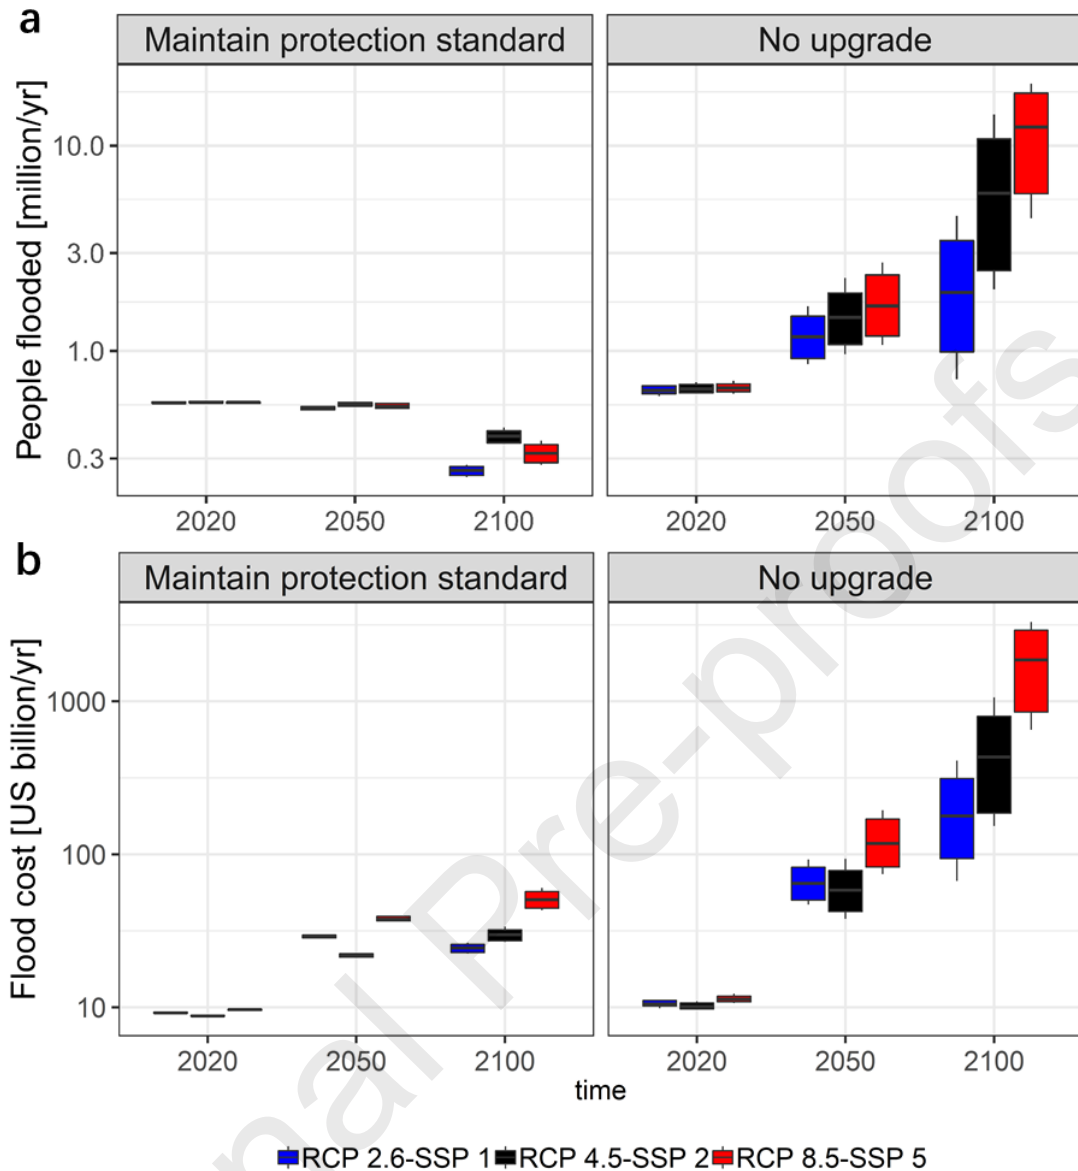 a
Maintain protection standard
No upgrade
People flooded [million/yr]
10.0
3.0
1.0
0.3
2020
2050
2100
2020
2050
2100
b
Maintain protection standard
No upgrade
Flood cost [US billion/yr]
1000
100
10
2020
2050
2100
2020
2050
2100
time
RCP 2.6-SSP 1
RCP 4.5-SSP 2
RCP 8.5-SSP 5
nal Pre-proofs